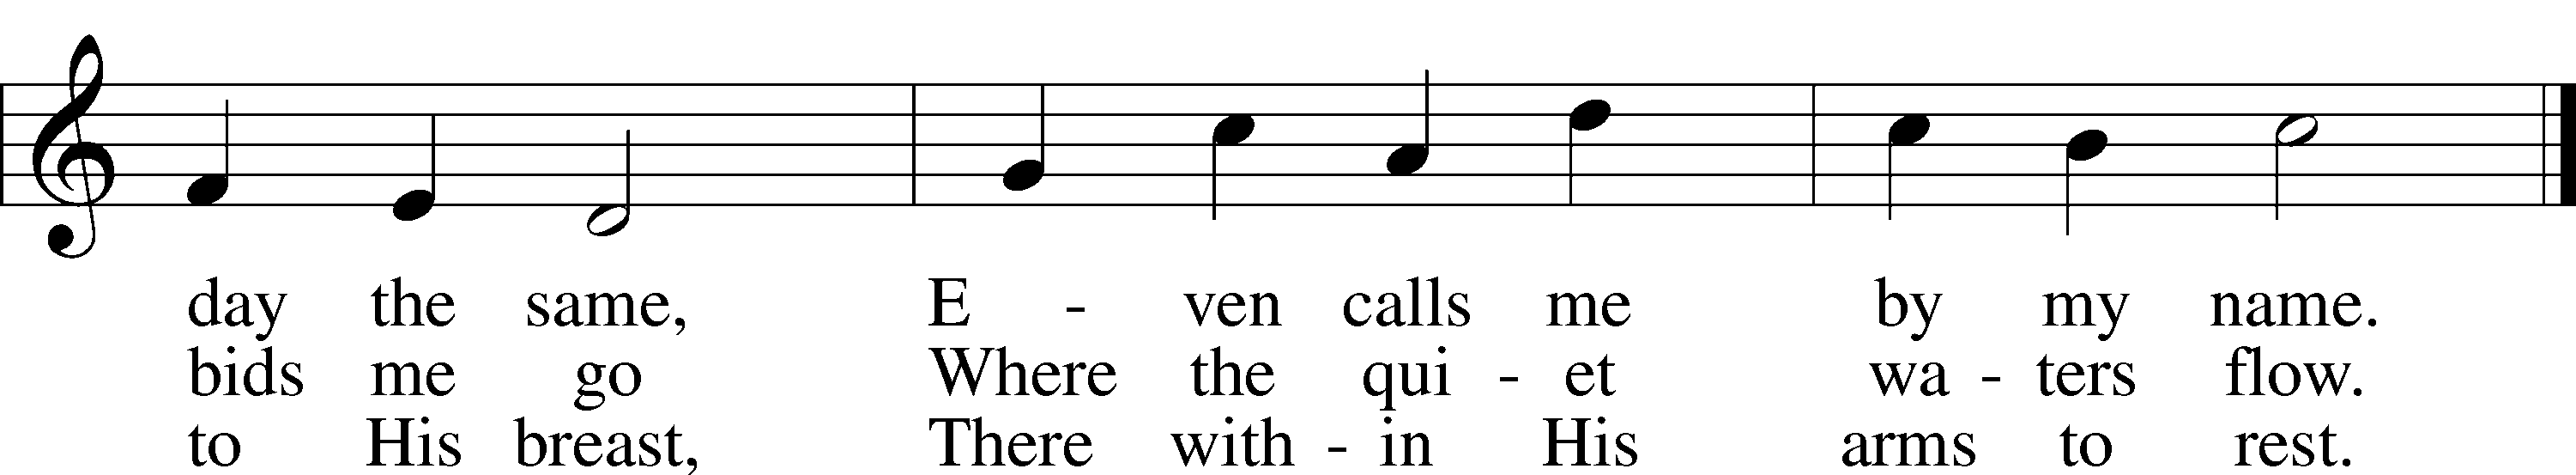 day the same, E - ven calls me by my name.
bids me go Where the qui - et wa - ters flow.
to His breast, There with - in His arms to rest.